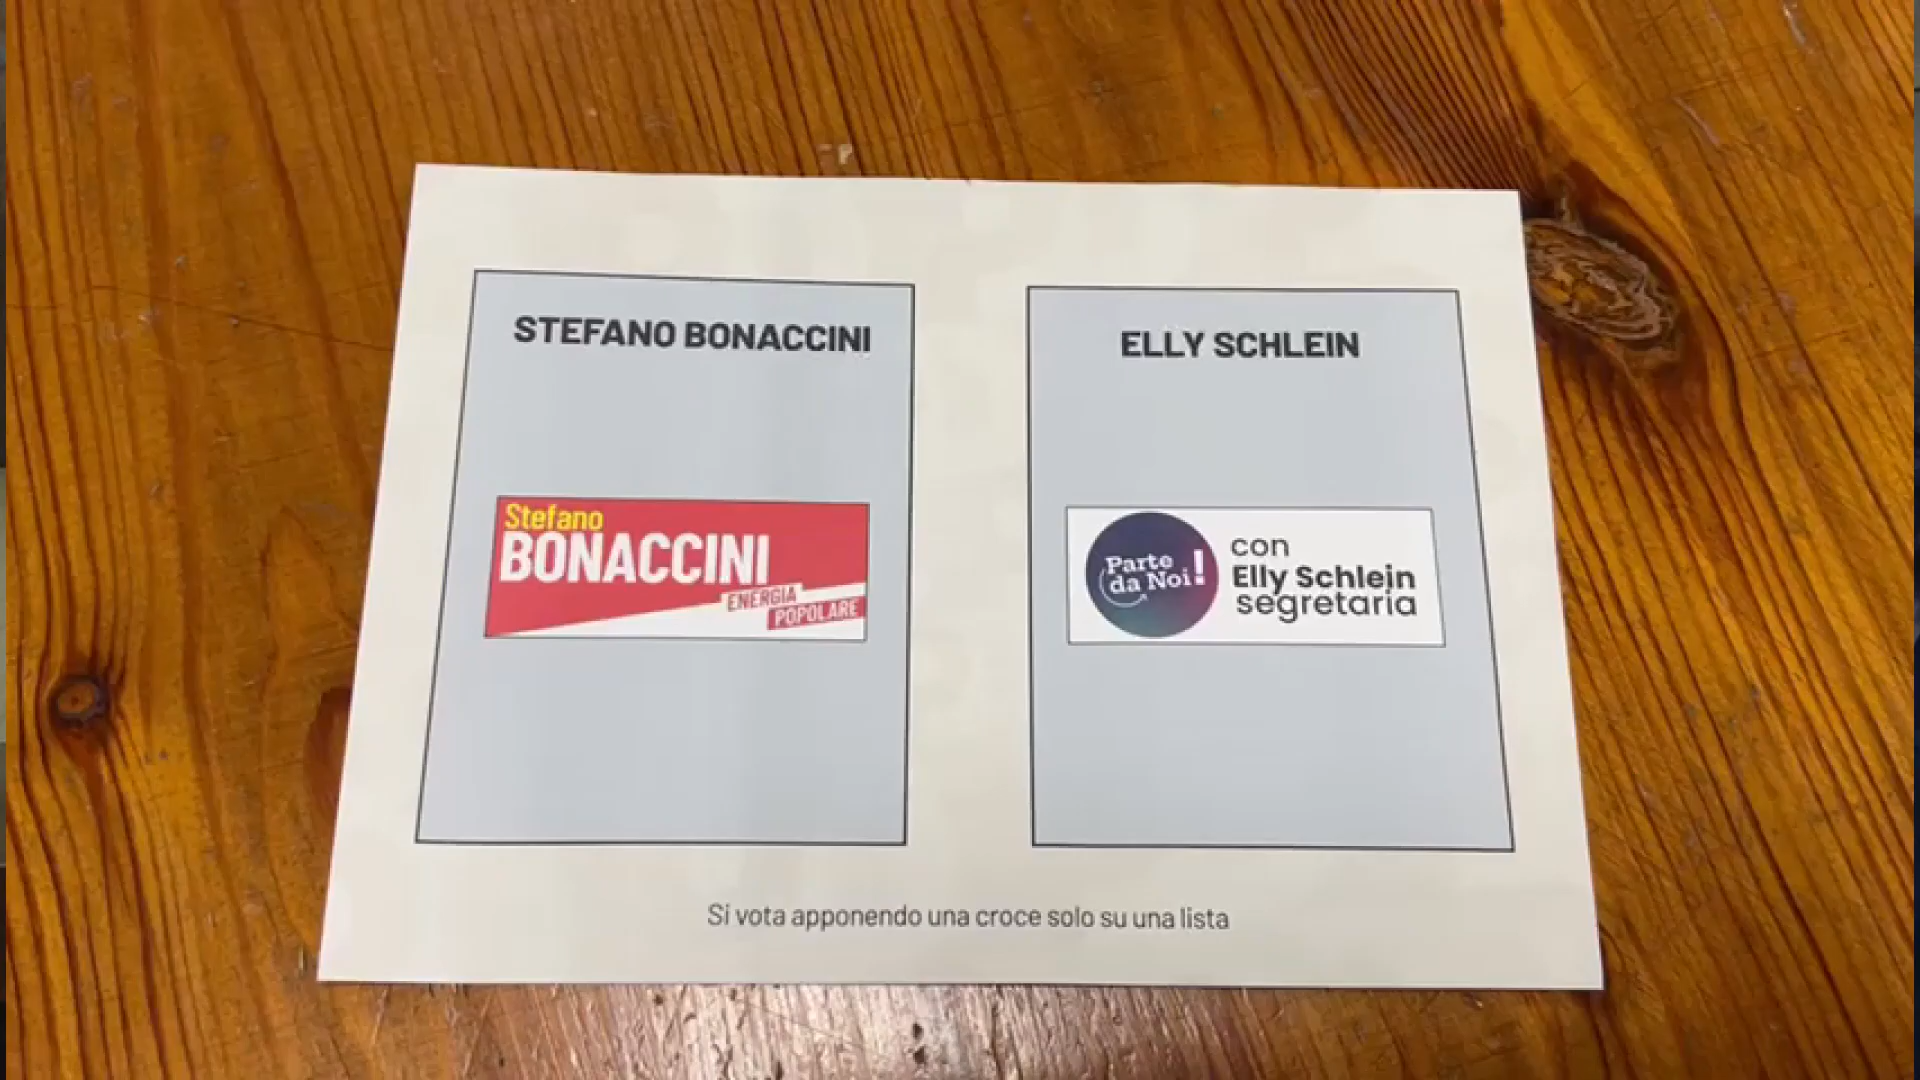 STEFANO BONACCINI
Stefano
BONACCINI
ENERGIA
POPOLARE
ELLY SCHLEIN
Parte
da Noi!
con
Elly Schlein
segretaria
Si vota apponendo una croce solo su una lista